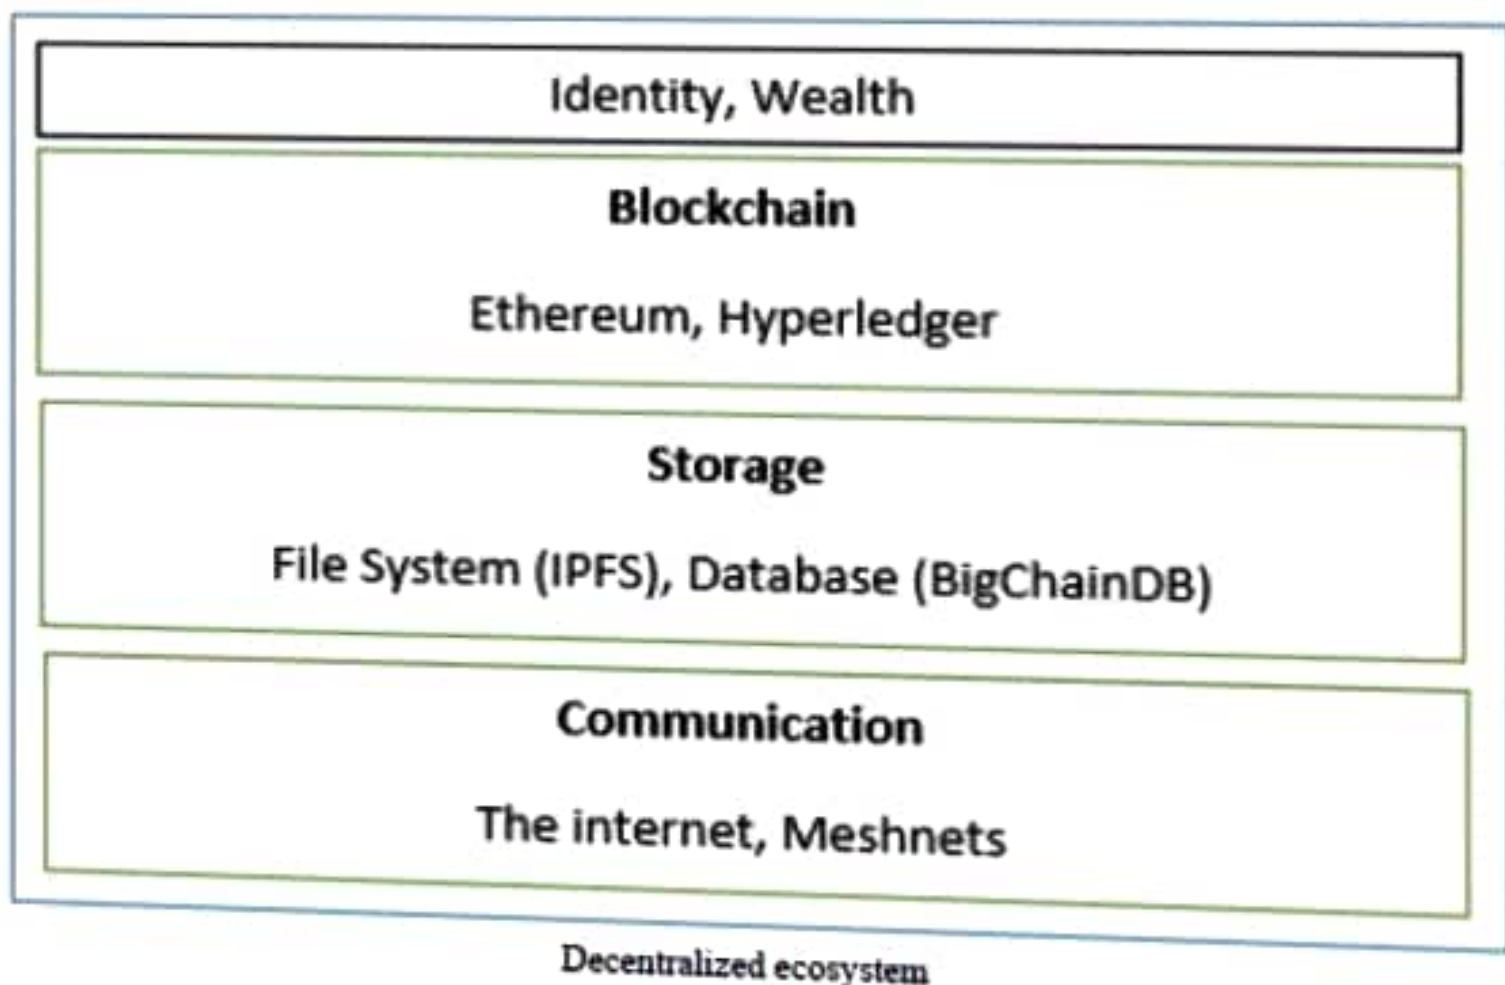 Identity, Wealth
Blockchain
Ethereum, Hyperledger
Storage
File System (IPFS), Database (BigChainDB)
Communication
The internet, Meshnets
Decentralized ecosystem